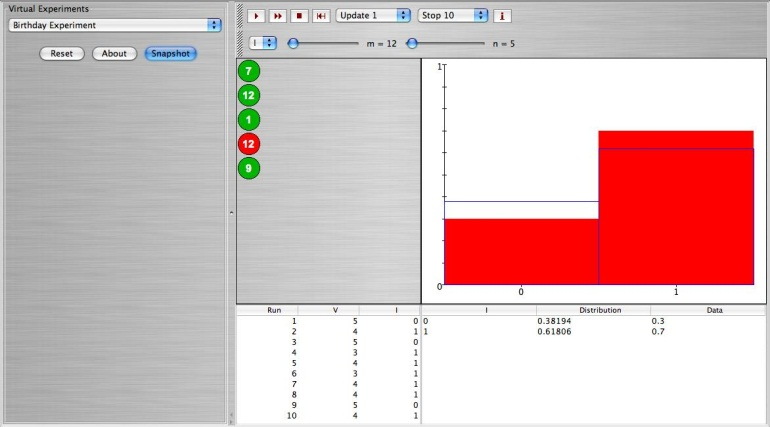 Virtual Experiments
Birthday Experiment
Reset About Snapshot
Update 1 Stop 10 i
I m = 12 n = 5
7
12
1
12
9
1
0
0 1
Run V I
1 5 0
2 4 1
3 5 0
4 3 1
5 4 1
6 3 1
7 4 1
8 4 1
9 5 0
10 4 1
I Distribution Data
0 0.38194 0.3
1 0.61806 0.7